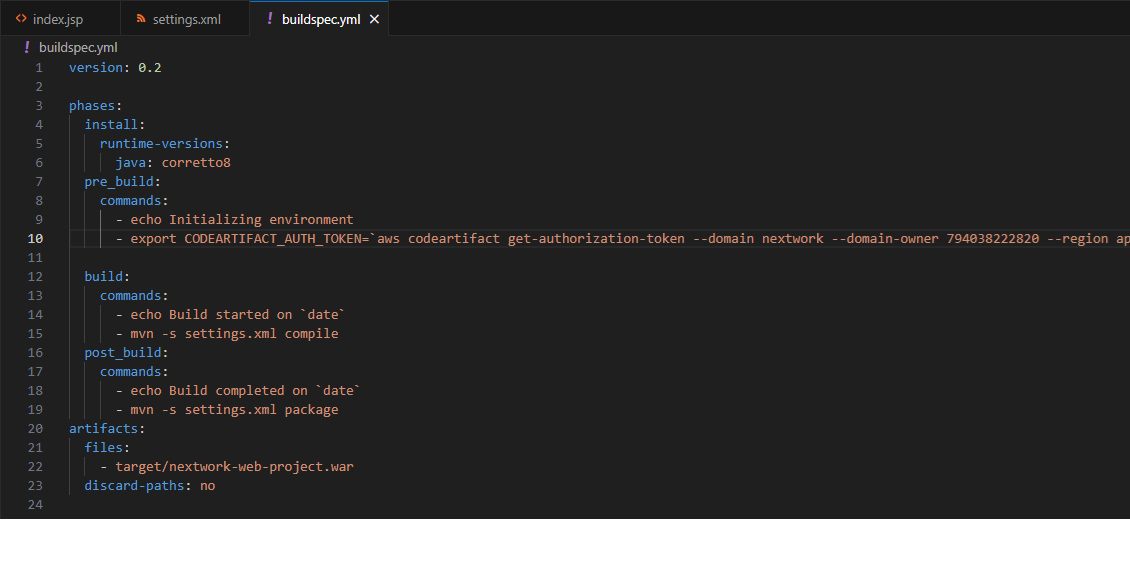 index.jsp settings.xml buildspec.yml
buildspec.yml
1 version: 0.2
2
3 phases:
4 install:
5 runtime-versions:
6 java: corretto8
7 pre_build:
8 commands:
9 - echo Initializing environment
10 - export CODEARTIFACT_AUTH_TOKEN=`aws codeartifact get-authorization-token --domain nextwork --domain-owner 794038222820 --region ap
11
12 build:
13 commands:
14 - echo Build started on `date`
15 - mvn -s settings.xml compile
16 post_build:
17 commands:
18 - echo Build completed on `date`
19 - mvn -s settings.xml package
20 artifacts:
21 files:
22 - target/nextwork-web-project.war
23 discard-paths: no
24